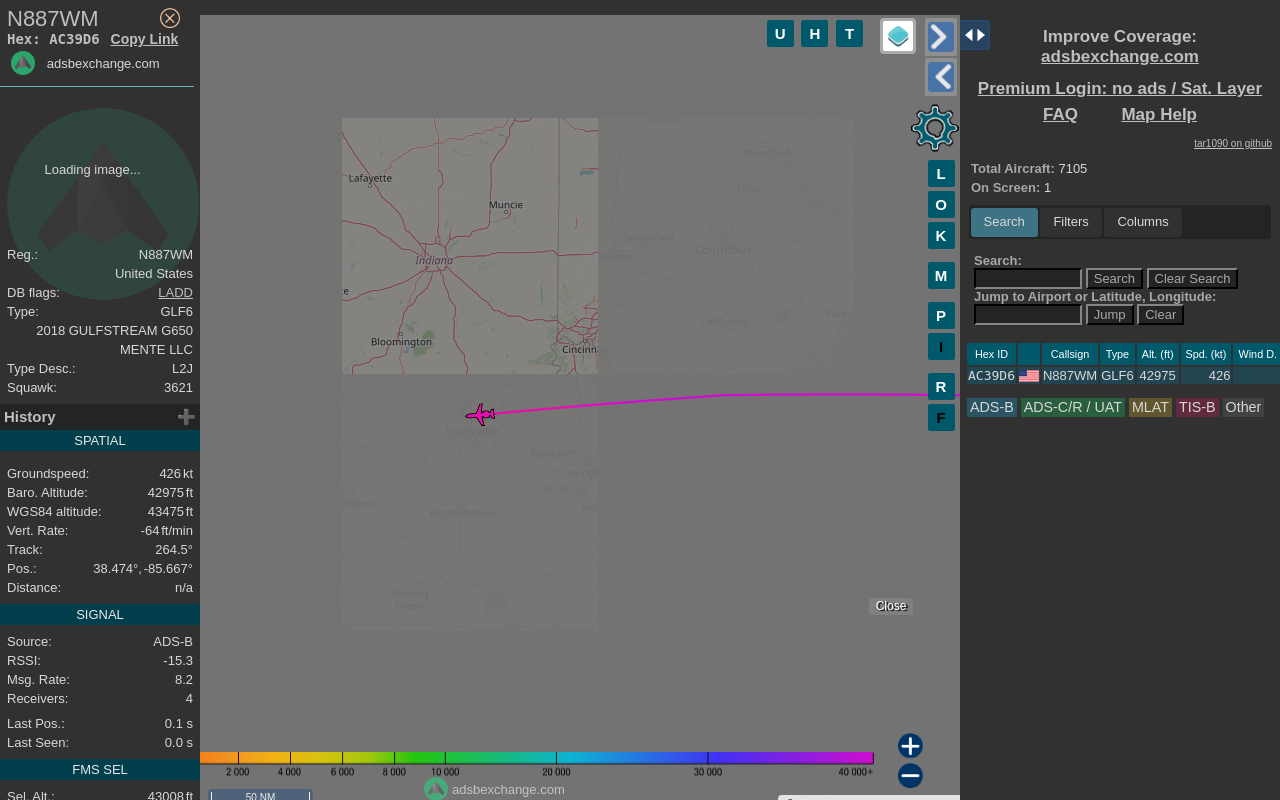 N887WM
Hex: AC39D6 Copy Link
adsbexchange.com
Loading image...
Reg.: N887WM
United States
DB flags: LADD
Type: GLF6
2018 GULFSTREAM G650
MENTE LLC
Type Desc.: L2J
Squawk: 3621
History
SPATIAL
Groundspeed: 426 kt
Baro. Altitude: 42975 ft
WGS84 altitude: 43475 ft
Vert. Rate: -64 ft/min
Track: 264.5°
Pos.: 38.474°, -85.667°
Distance: n/a
SIGNAL
Source: ADS-B
RSSI: -15.3
Msg. Rate: 8.2
Receivers: 4
Last Pos.: 0.1 s
Last Seen: 0.0 s
FMS SEL
Sel. Alt.: 43008 ft
U H T
L
O
K
M
P
I
R
F
Lafayette
Muncie
Indiana
Bloomington
Cincinnati
Mansfield
Springfield
Columbus
Dayton
Chillicothe
Louisville
Frankfort
Kentucky
Elizabethtown
Bowling
Green
Close
2 000 4 000 6 000 8 000 10 000 20 000 30 000 40 000+
adsbexchange.com
50 NM
Improve Coverage:
adsbexchange.com
Premium Login: no ads / Sat. Layer
FAQ Map Help
tar1090 on github
Total Aircraft: 7105
On Screen: 1
Search Filters Columns
Search:
Search Clear Search
Jump to Airport or Latitude, Longitude:
Jump Clear
Hex ID Callsign Type Alt. (ft) Spd. (kt) Wind D.
AC39D6 N887WM GLF6 42975 426
ADS-B ADS-C/R / UAT MLAT TIS-B Other